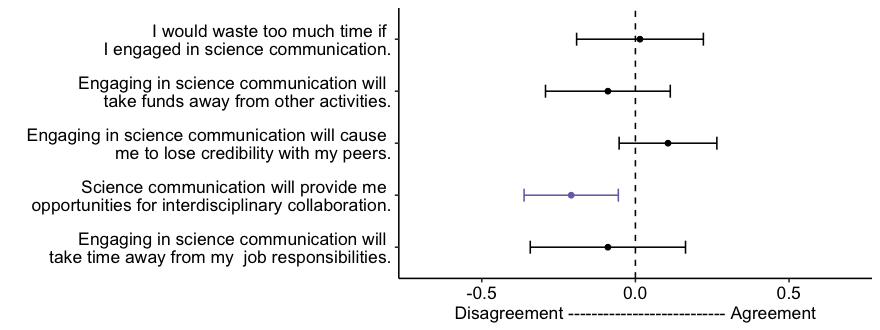 I would waste too much time if
I engaged in science communication.
Engaging in science communication will
take funds away from other activities.
Engaging in science communication will cause
me to lose credibility with my peers.
Science communication will provide me
opportunities for interdisciplinary collaboration.
Engaging in science communication will
take time away from my  job responsibilities.
-0.5 0.0 0.5
Disagreement --------------------------- Agreement